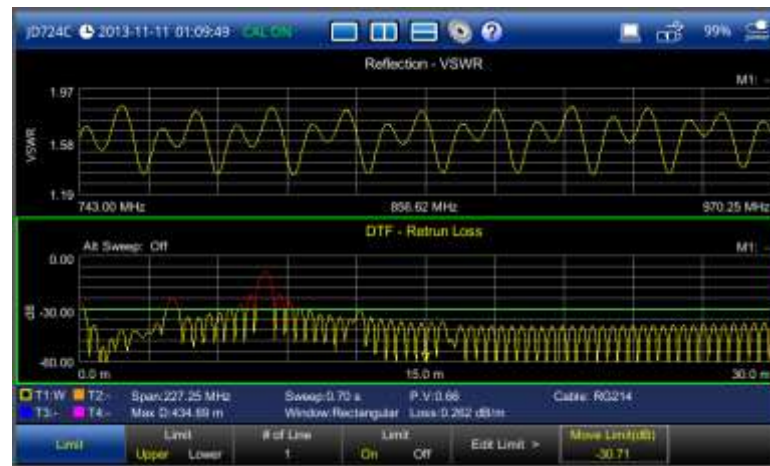 JD724C 2013-11-11 01:09:49 CAL ON 99%
Reflection - VSWR
M1: -
1.97
VSWR
1.58
1.19
743.00 MHz 856.62 MHz 970.25 MHz
DTF - Retrun Loss
Alt Sweep: Off
M1: -
0.00
dB
-30.00
-60.00
0.0 m 15.0 m 30.0 m
T1:W T2:- Span:227.25 MHz Sweep:0.70 s P.V:0.66 Cable: RG214
T3:- T4:- Max D:434.69 m Window:Rectangular Loss:0.262 dB/m
Limit
Limit
Upper Lower
# of Line
1
Limit
On Off
Edit Limit >
Move Limit(dB)
-30.71